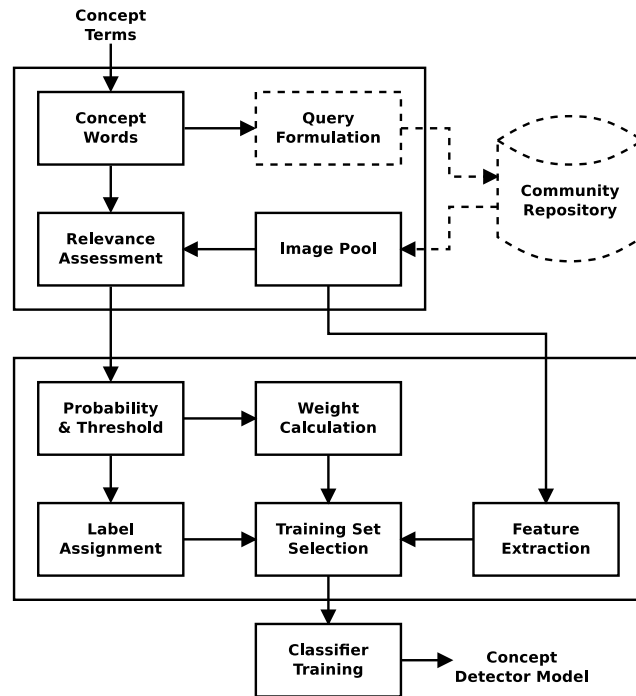 Concept
Terms
Concept
Words
Query
Formulation
Community
Repository
Relevance
Assessment
Image Pool
Probability
& Threshold
Weight
Calculation
Label
Assignment
Training Set
Selection
Feature
Extraction
Classifier
Training
Concept
Detector Model